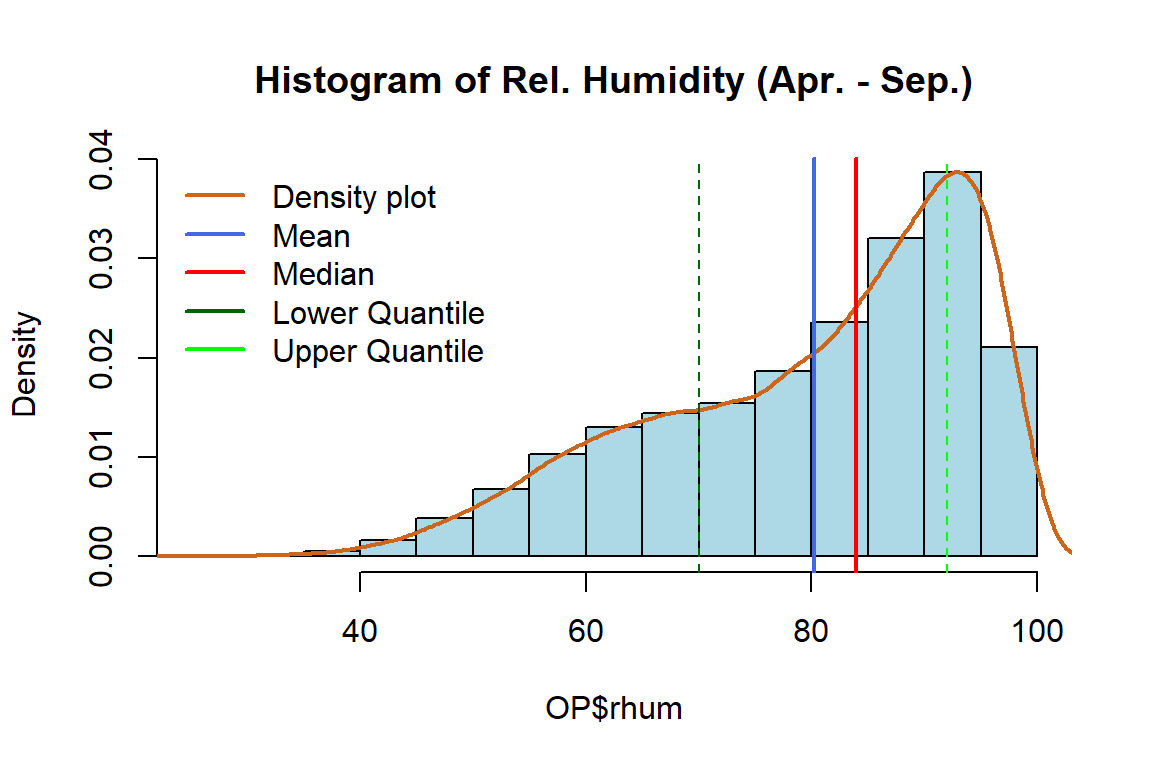 Histogram of Rel. Humidity (Apr. - Sep.)
Density
0.04
0.03
0.02
0.01
0.00
Density plot
Mean
Median
Lower Quantile
Upper Quantile
40 60 80 100
OP$rhum